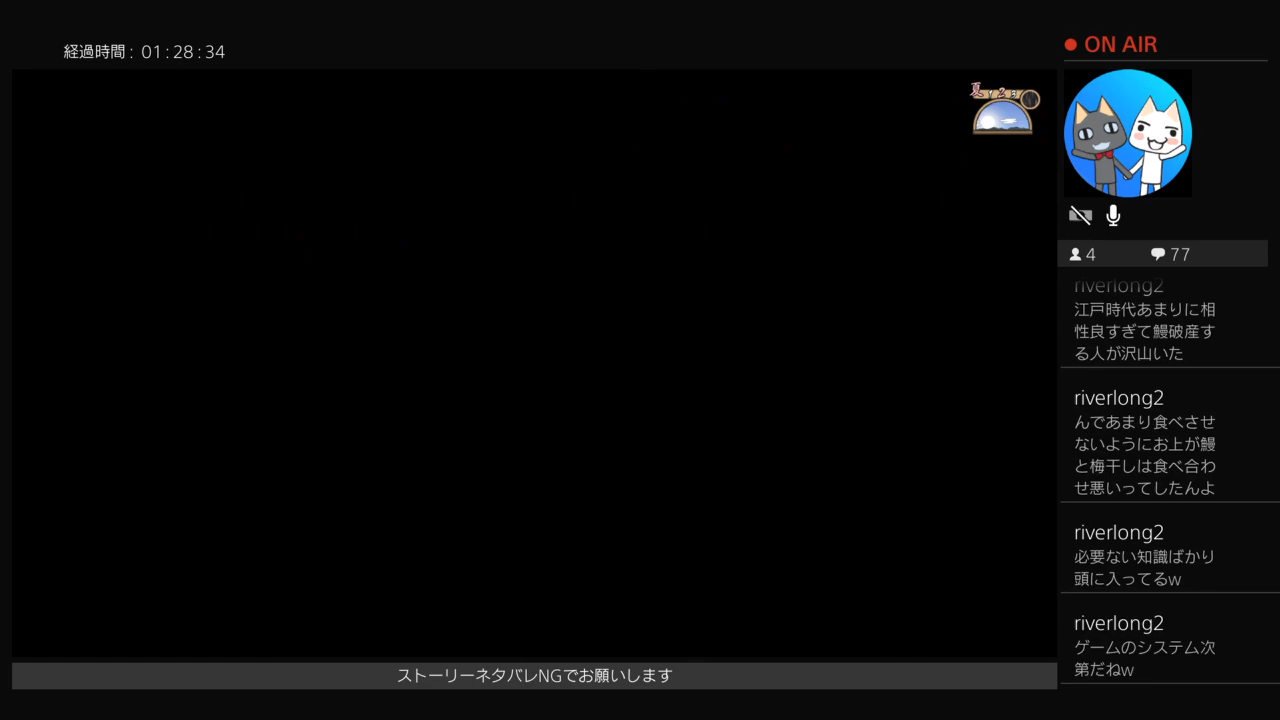 経過時間 : 01 : 28 : 34
ON AIR
夏
4
77
riverlong2
江戸時代あまりに相
性良すぎて鰻破産す
る人が沢山いた
riverlong2
んであまり食べさせ
ないようにお上が鰻
と梅干しは食べ合わ
せ悪いってしたんよ
riverlong2
必要ない知識ばかり
頭に入ってるw
riverlong2
ゲームのシステム次
第だねw
ストーリーネタバレNGでお願いします